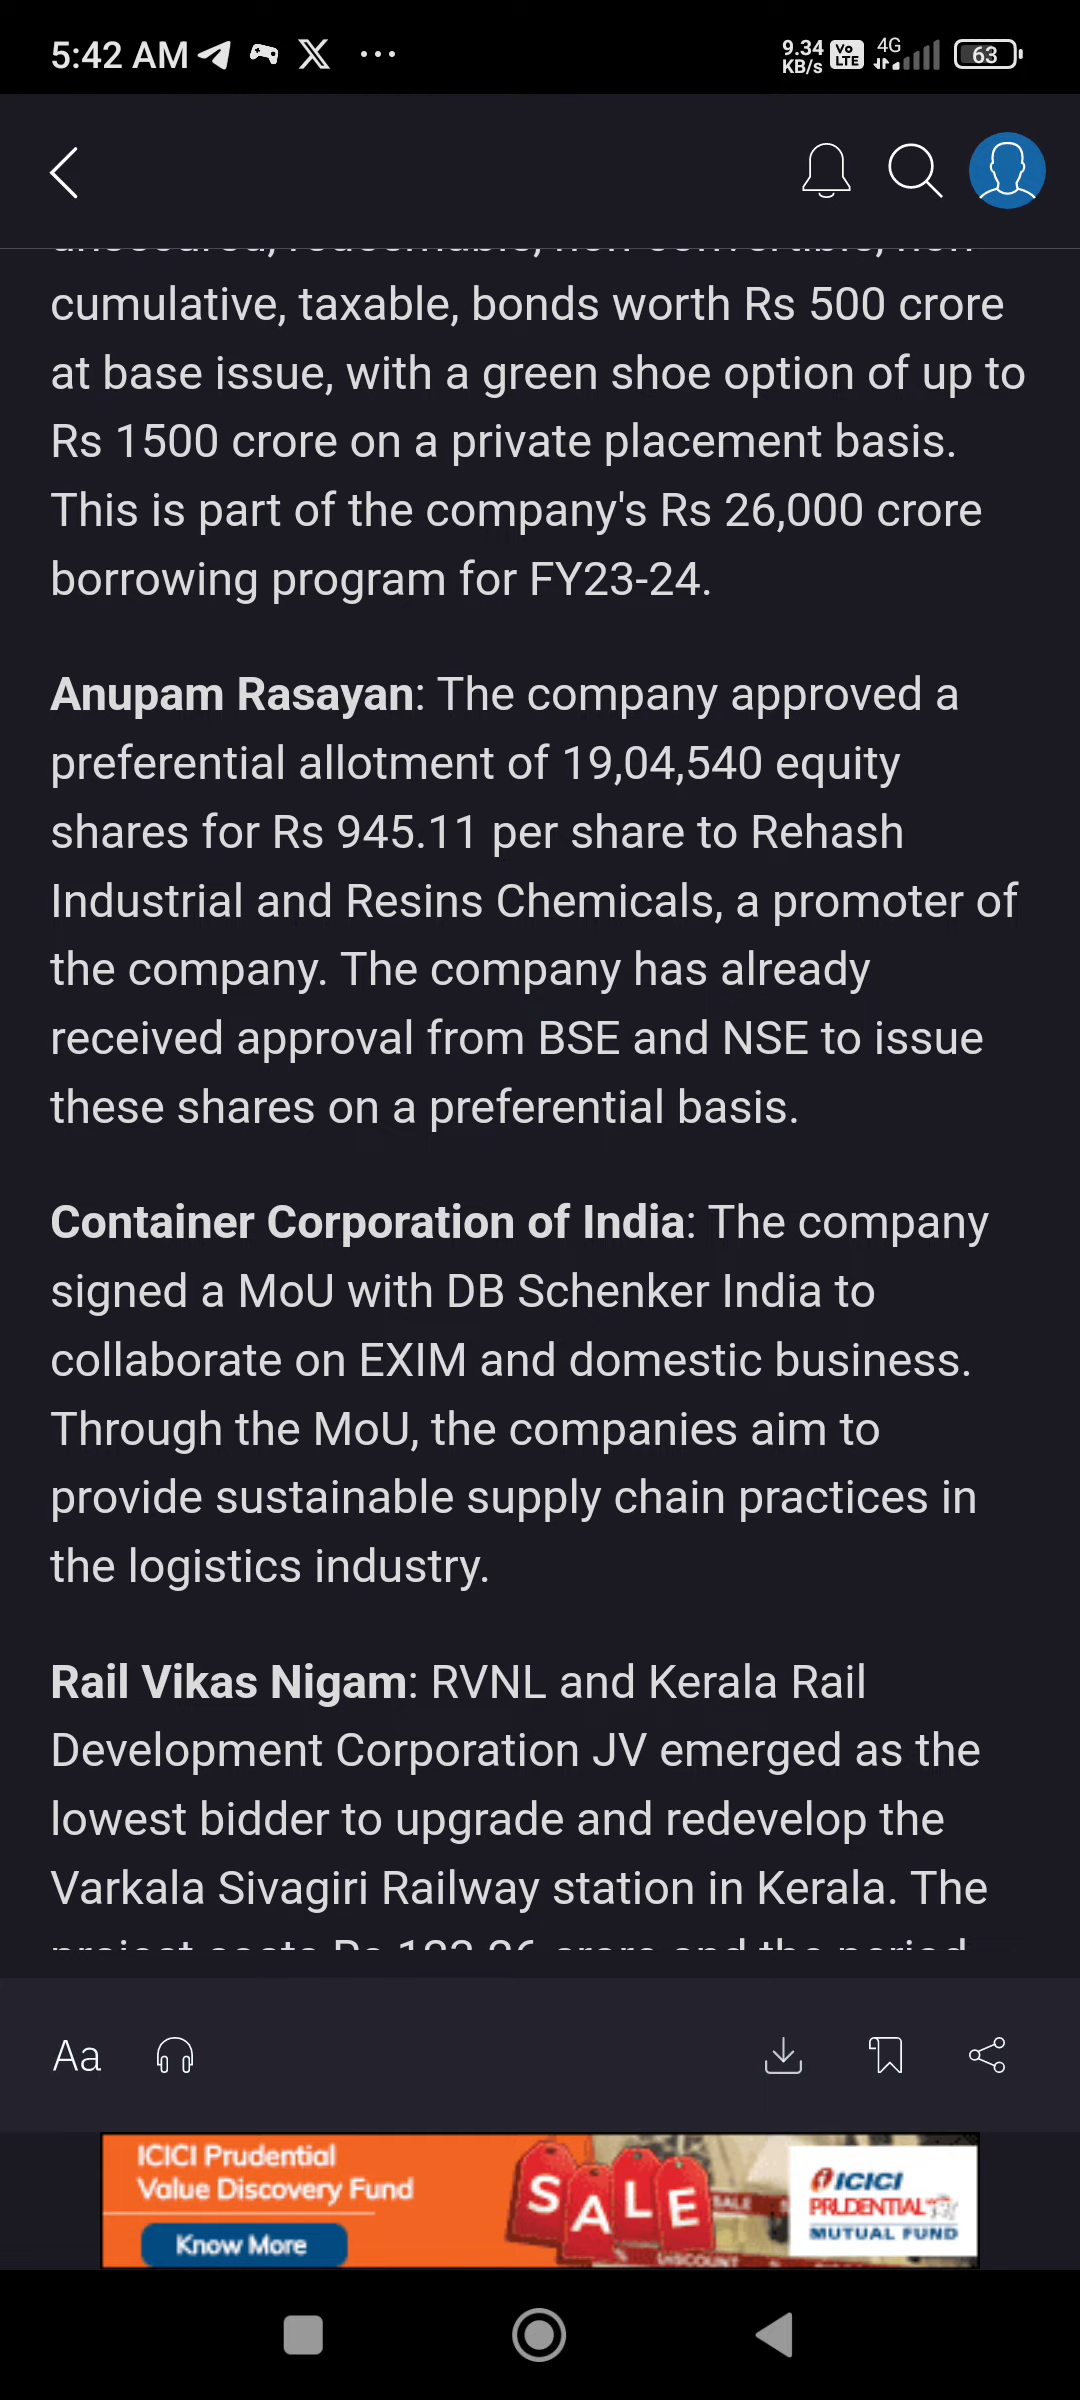 5:42 AM
9.34 KB/s
Vo LTE
4G
63
cumulative, taxable, bonds worth Rs 500 crore
at base issue, with a green shoe option of up to
Rs 1500 crore on a private placement basis.
This is part of the company's Rs 26,000 crore
borrowing program for FY23-24.
Anupam Rasayan: The company approved a
preferential allotment of 19,04,540 equity
shares for Rs 945.11 per share to Rehash
Industrial and Resins Chemicals, a promoter of
the company. The company has already
received approval from BSE and NSE to issue
these shares on a preferential basis.
Container Corporation of India: The company
signed a MoU with DB Schenker India to
collaborate on EXIM and domestic business.
Through the MoU, the companies aim to
provide sustainable supply chain practices in
the logistics industry.
Rail Vikas Nigam: RVNL and Kerala Rail
Development Corporation JV emerged as the
lowest bidder to upgrade and redevelop the
Varkala Sivagiri Railway station in Kerala. The
Aa
ICICI Prudential
Value Discovery Fund
Know More
SALE
SALE
DISCOUNT
ICICI
PRUDENTIAL
MUTUAL FUND